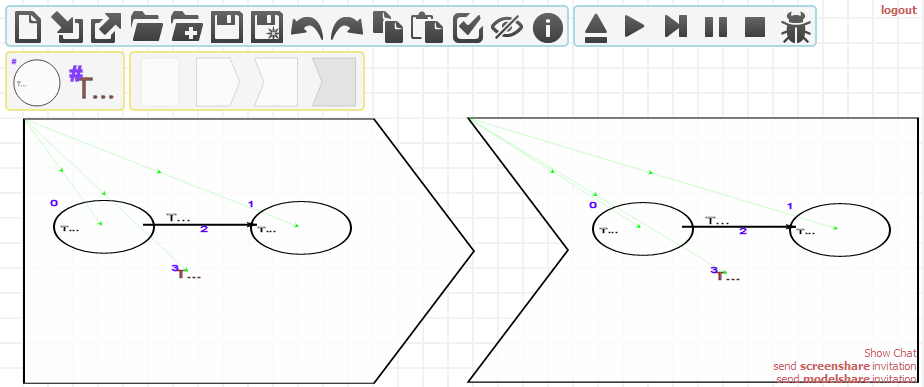 logout
#
T...
#
T...
0
1
T...
T...
2
T...
3
T...
0
1
T...
T...
2
T...
3
T...
Show Chat
send screenshare invitation
send modelshare invitation